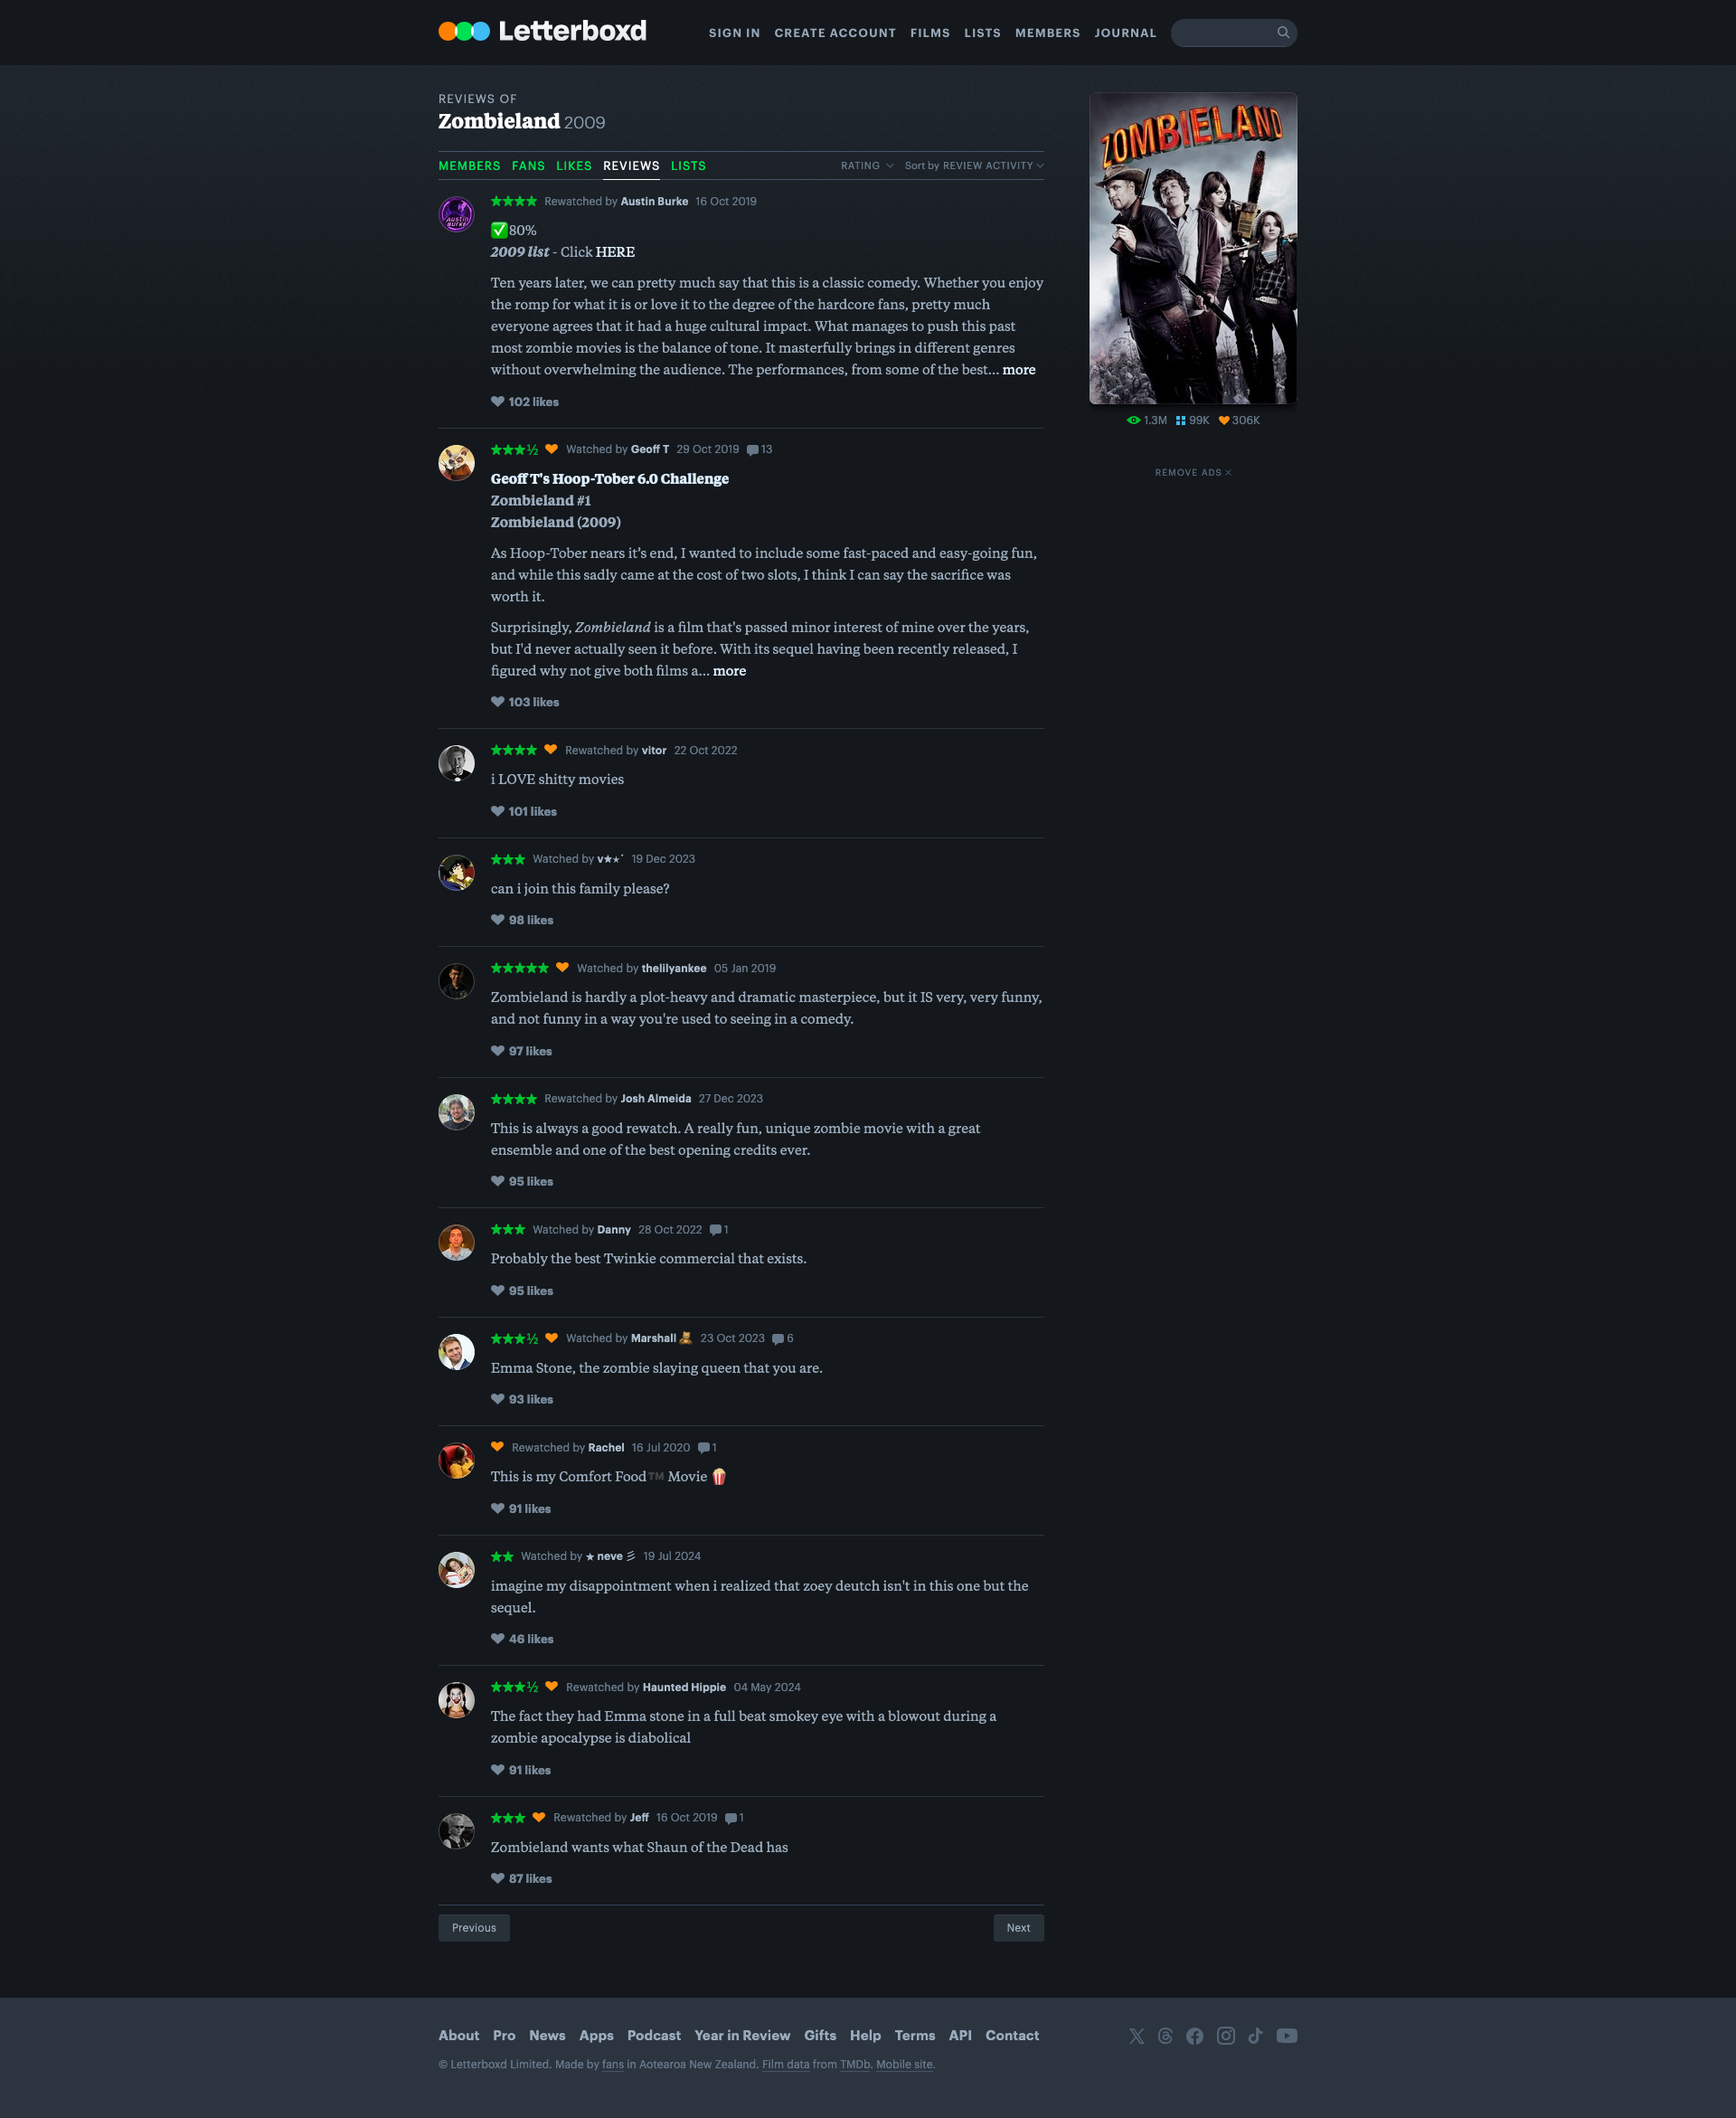 Letterboxd
SIGN IN CREATE ACCOUNT FILMS LISTS MEMBERS JOURNAL
REVIEWS OF
Zombieland 2009
MEMBERS FANS LIKES REVIEWS LISTS
RATING Sort by REVIEW ACTIVITY
ZOMBIELAND
1.3M 99K 306K
REMOVE ADS
AUSTIN BURKE
★★★★ Rewatched by Austin Burke 16 Oct 2019
✅80%
2009 list - Click HERE
Ten years later, we can pretty much say that this is a classic comedy. Whether you enjoy
the romp for what it is or love it to the degree of the hardcore fans, pretty much
everyone agrees that it had a huge cultural impact. What manages to push this past
most zombie movies is the balance of tone. It masterfully brings in different genres
without overwhelming the audience. The performances, from some of the best… more
102 likes
★★★½ Watched by Geoff T 29 Oct 2019 13
Geoff T's Hoop-Tober 6.0 Challenge
Zombieland #1
Zombieland (2009)
As Hoop-Tober nears it’s end, I wanted to include some fast-paced and easy-going fun,
and while this sadly came at the cost of two slots, I think I can say the sacrifice was
worth it.
Surprisingly, Zombieland is a film that's passed minor interest of mine over the years,
but I'd never actually seen it before. With its sequel having been recently released, I
figured why not give both films a… more
103 likes
★★★★ Rewatched by vitor 22 Oct 2022
i LOVE shitty movies
101 likes
★★★ Watched by v★⋆˙ 19 Dec 2023
can i join this family please?
98 likes
★★★★★ Watched by thelilyankee 05 Jan 2019
Zombieland is hardly a plot-heavy and dramatic masterpiece, but it IS very, very funny,
and not funny in a way you're used to seeing in a comedy.
97 likes
★★★★ Rewatched by Josh Almeida 27 Dec 2023
This is always a good rewatch. A really fun, unique zombie movie with a great
ensemble and one of the best opening credits ever.
95 likes
★★★ Watched by Danny 28 Oct 2022 1
Probably the best Twinkie commercial that exists.
95 likes
★★★½ Watched by Marshall 23 Oct 2023 6
Emma Stone, the zombie slaying queen that you are.
93 likes
Rewatched by Rachel 16 Jul 2020 1
This is my Comfort Food™️ Movie 🍿
91 likes
★★ Watched by ⋆ neve 彡 19 Jul 2024
imagine my disappointment when i realized that zoey deutch isn't in this one but the
sequel.
46 likes
★★★½ Rewatched by Haunted Hippie 04 May 2024
The fact they had Emma stone in a full beat smokey eye with a blowout during a
zombie apocalypse is diabolical
91 likes
★★★ Rewatched by Jeff 16 Oct 2019 1
Zombieland wants what Shaun of the Dead has
87 likes
Previous Next
About Pro News Apps Podcast Year in Review Gifts Help Terms API Contact
© Letterboxd Limited. Made by fans in Aotearoa New Zealand. Film data from TMDb. Mobile site.